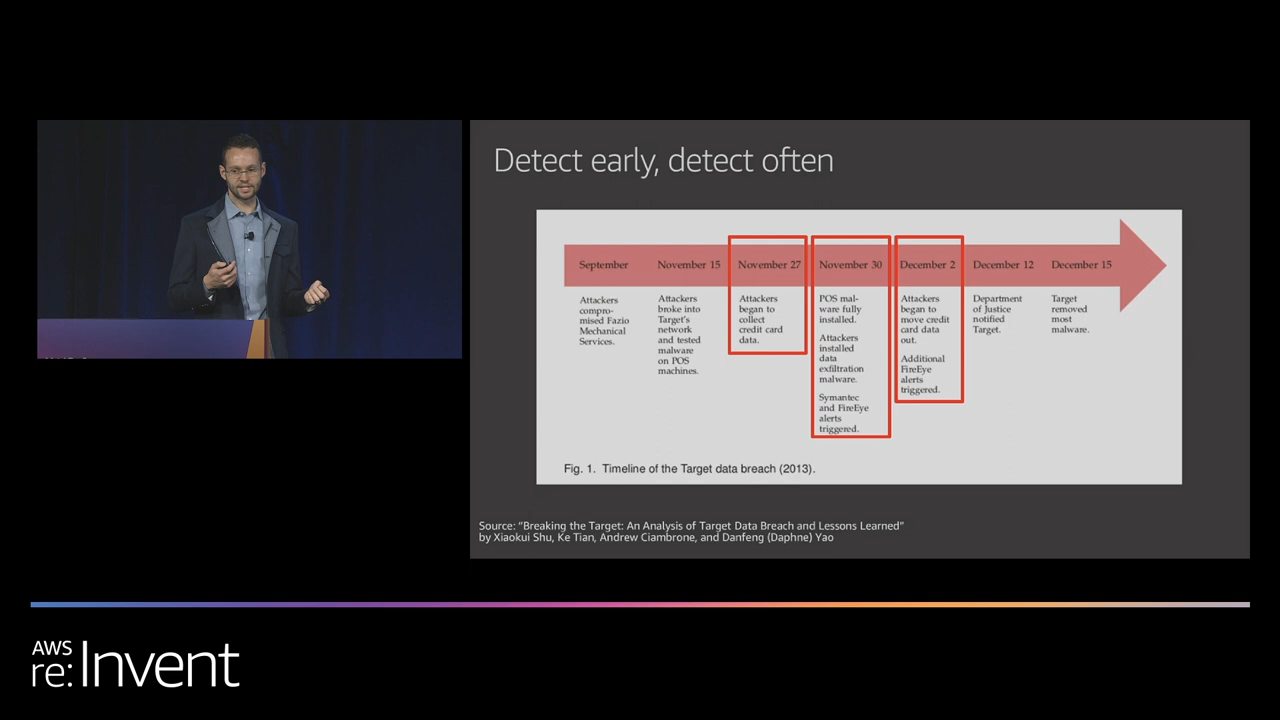 Detect early, detect often
September
November 15
November 27
November 30
December 2
December 12
December 15
Attackers
compro-
mised Fazio
Mechanical
Services.
Attackers
broke into
Target's
network
and tested
malware
on POS
machines.
Attackers
began to
collect
credit card
data.
POS mal-
ware fully
installed.
Attackers
installed
data
exfiltration
malware.
Symantec
and FireEye
alerts
triggered.
Attackers
began to
move credit
card data
out.
Additional
FireEye
alerts
triggered.
Department
of Justice
notified
Target.
Target
removed
most
malware.
Fig. 1. Timeline of the Target data breach (2013).
Source: "Breaking the Target: An Analysis of Target Data Breach and Lessons Learned"
by Xiaokui Shu, Ke Tian, Andrew Ciambrone, and Danfeng (Daphne) Yao
AWS
re:Invent